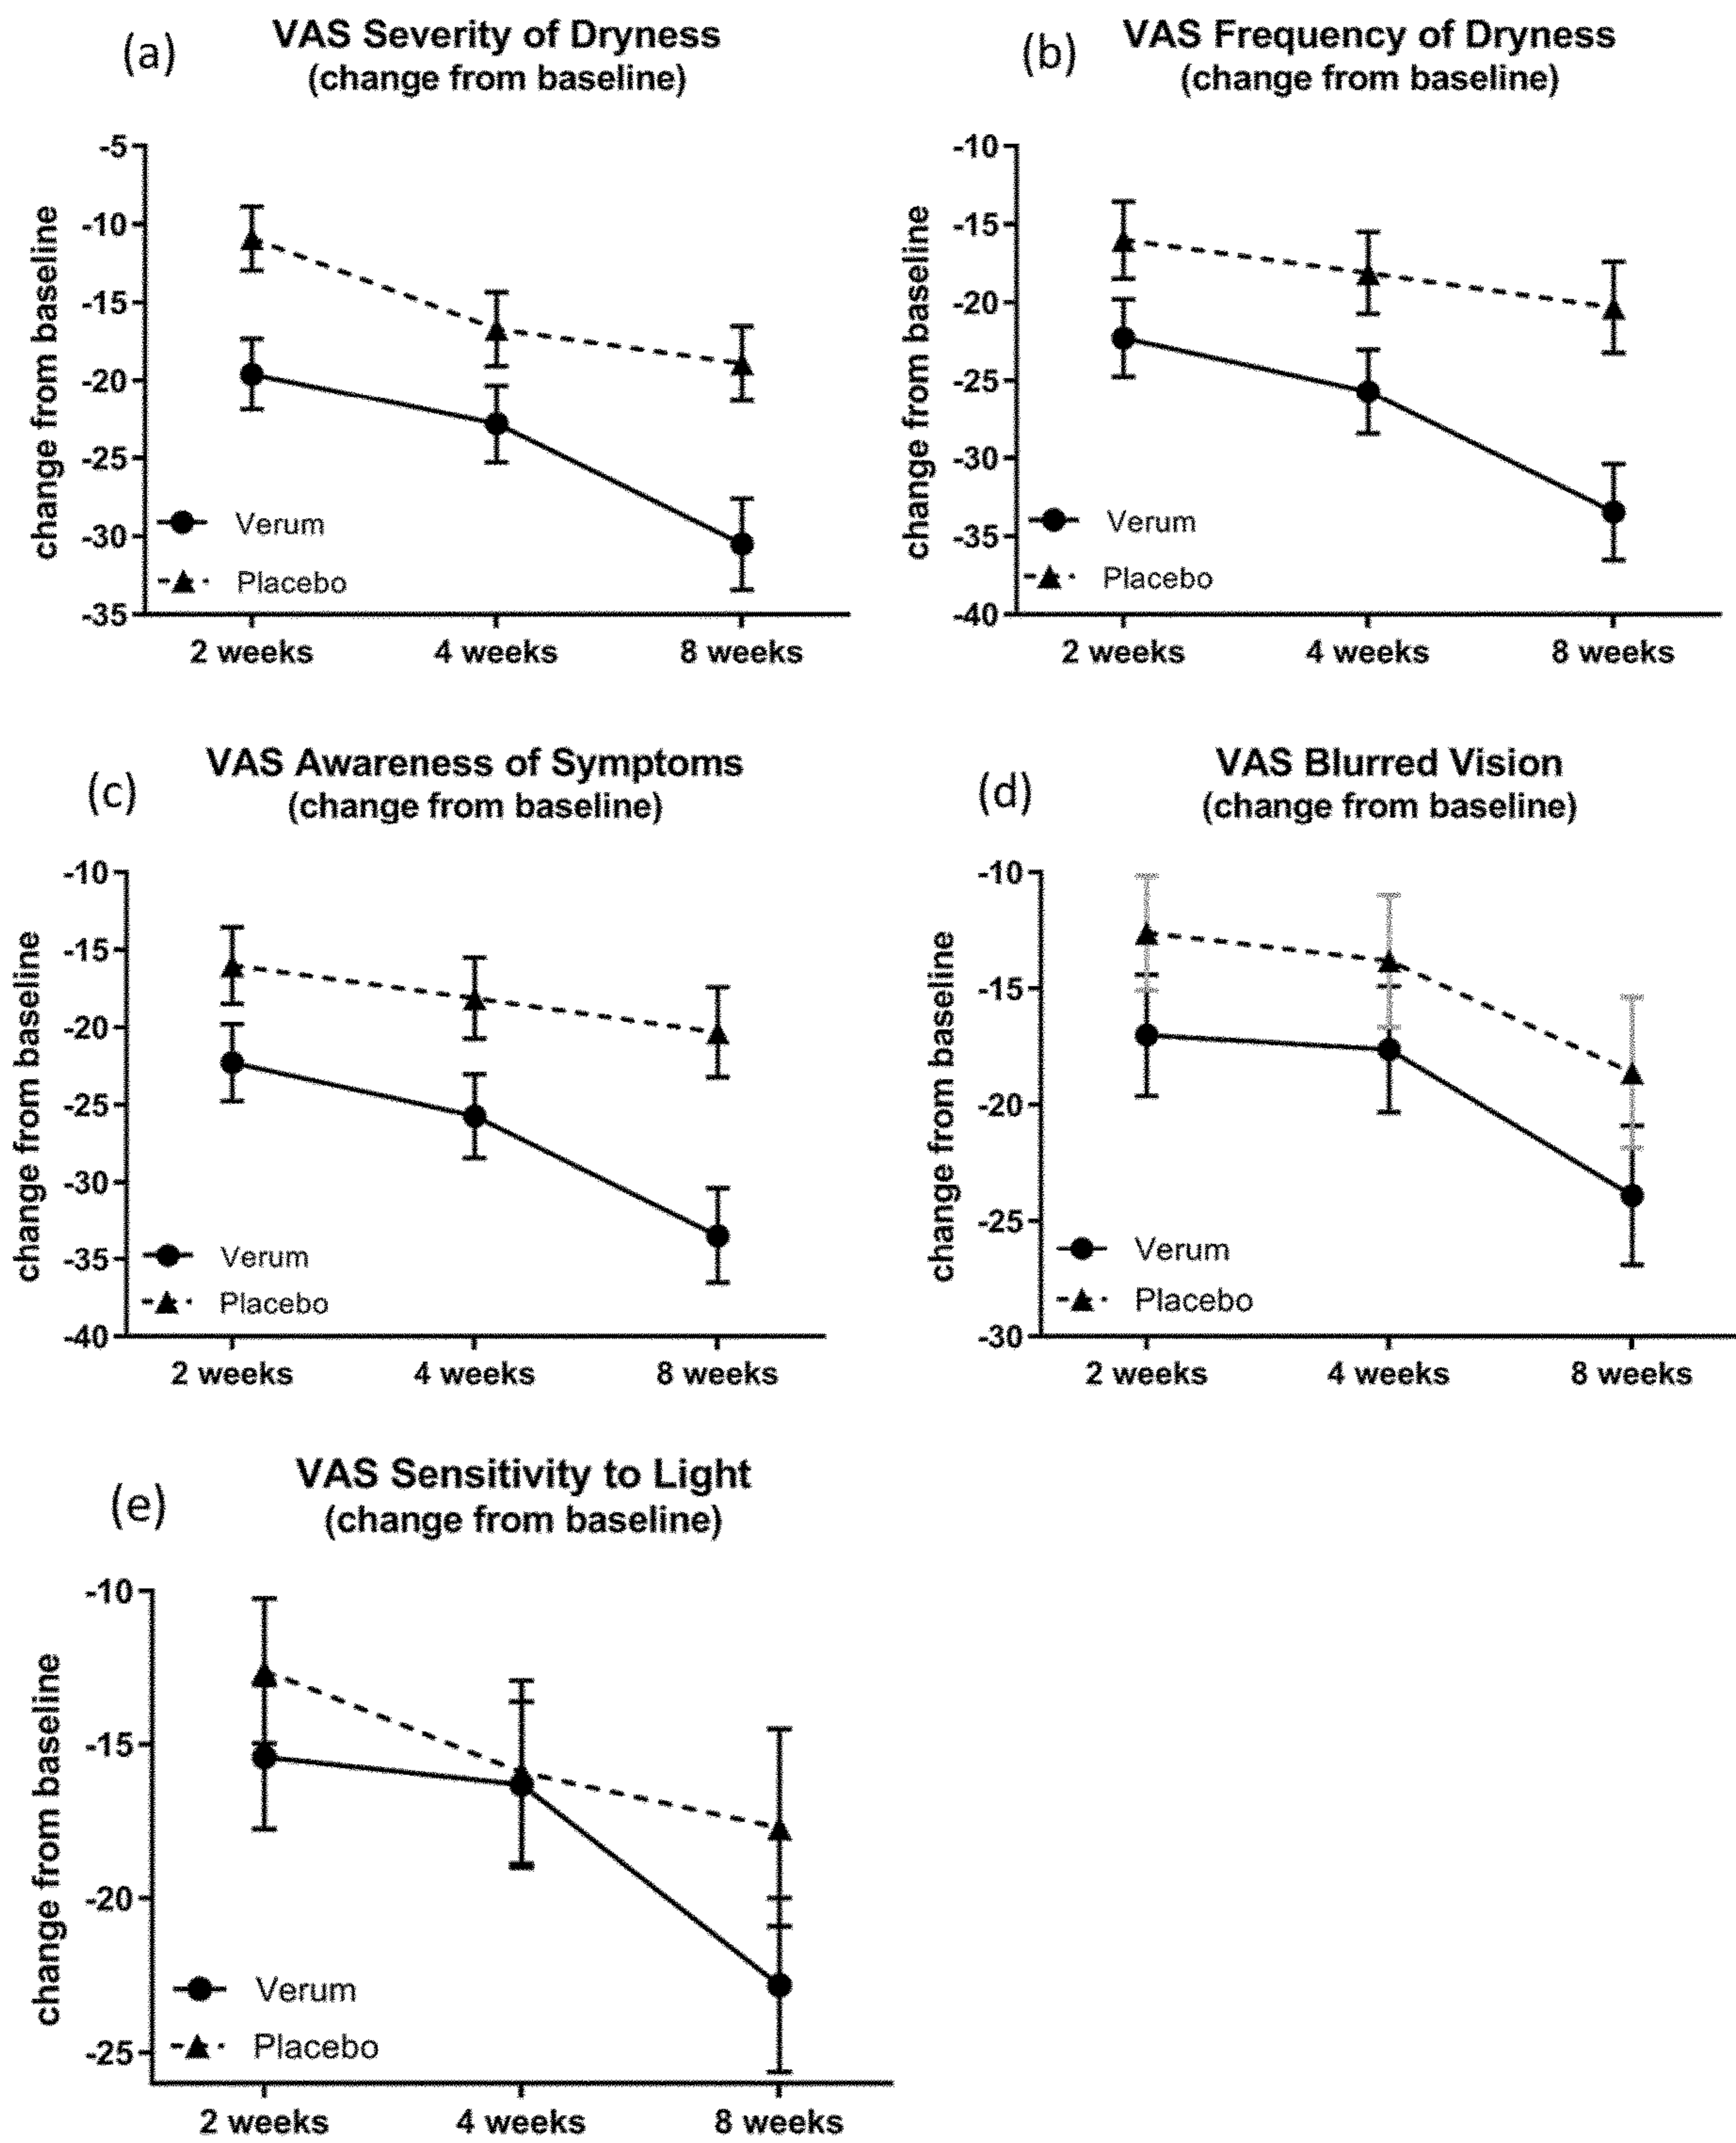 (a)
VAS Severity of Dryness
(change from baseline)
change from baseline
-5
-10
-15
-20
-25
-30
-35
Verum
Placebo
2 weeks 4 weeks 8 weeks
(b)
VAS Frequency of Dryness
(change from baseline)
change from baseline
-10
-15
-20
-25
-30
-35
-40
Verum
Placebo
2 weeks 4 weeks 8 weeks
(c)
VAS Awareness of Symptoms
(change from baseline)
change from baseline
-10
-15
-20
-25
-30
-35
-40
Verum
Placebo
2 weeks 4 weeks 8 weeks
(d)
VAS Blurred Vision
(change from baseline)
change from baseline
-10
-15
-20
-25
-30
Verum
Placebo
2 weeks 4 weeks 8 weeks
(e)
VAS Sensitivity to Light
(change from baseline)
change from baseline
-10
-15
-20
-25
Verum
Placebo
2 weeks 4 weeks 8 weeks